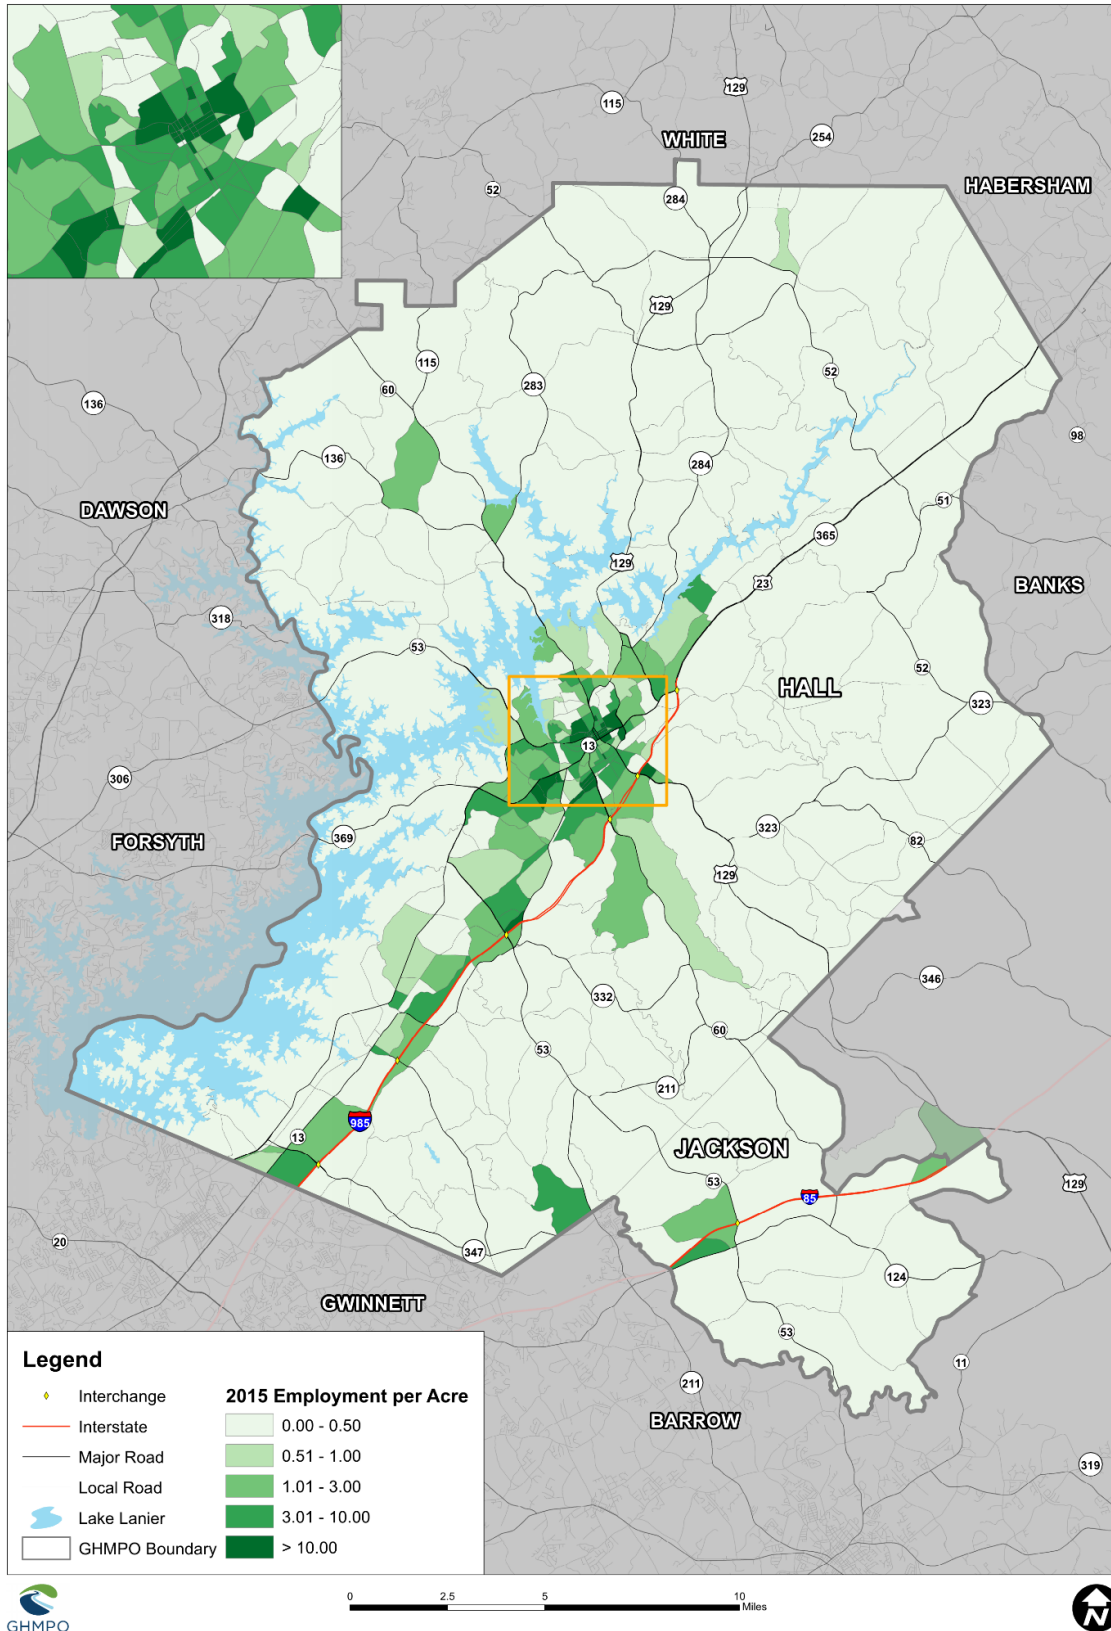 129
115
WHITE
254
52
HABERSHAM
284
129
115
60
283
52
136
98
136
284
DAWSON
51
365
129
23
BANKS
318
53
52
HALL
323
13
306
323
FORSYTH
369
82
129
346
332
60
53
211
985
13
JACKSON
53
129
85
20
347
124
GWINNETT
53
11
211
BARROW
319
Legend
Interchange
Interstate
Major Road
Local Road
Lake Lanier
GHMPO Boundary
2015 Employment per Acre
0.00 - 0.50
0.51 - 1.00
1.01 - 3.00
3.01 - 10.00
> 10.00
GHMPO
0 2.5 5 10
Miles
N